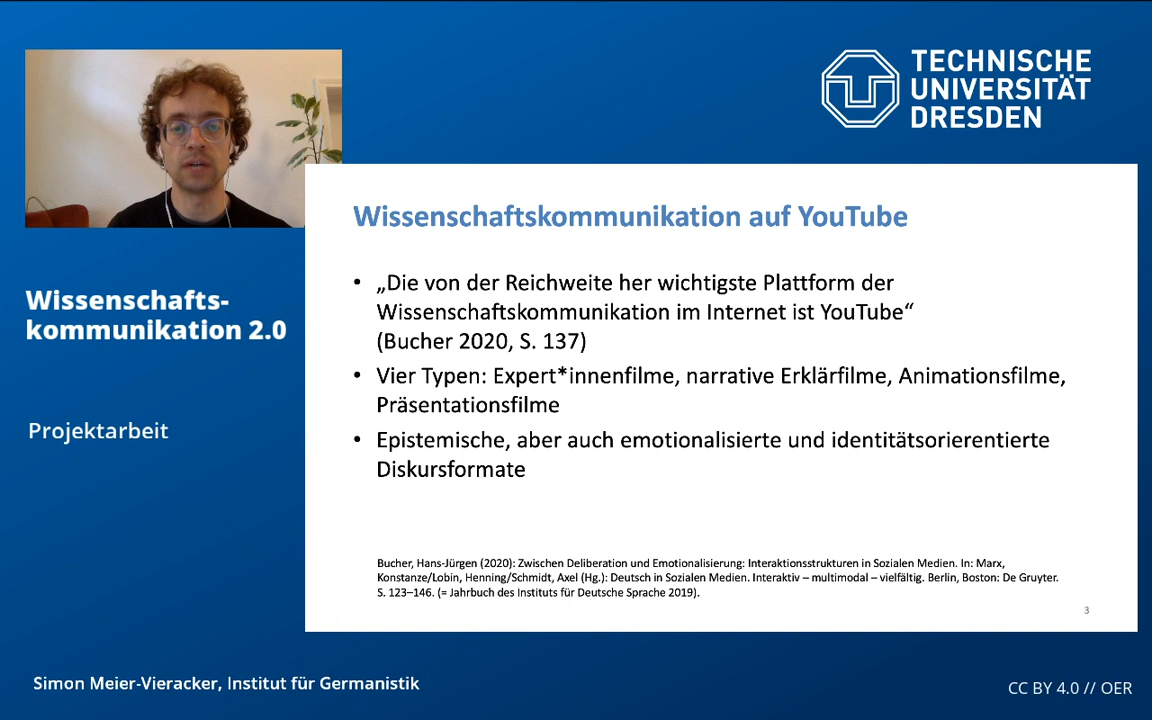 TECHNISCHE
UNIVERSITÄT
DRESDEN
Wissenschaftskommunikation auf YouTube
• „Die von der Reichweite her wichtigste Plattform der
Wissenschaftskommunikation im Internet ist YouTube“
(Bucher 2020, S. 137)
• Vier Typen: Expert*innenfilme, narrative Erklärfilme, Animationsfilme,
Präsentationsfilme
• Epistemische, aber auch emotionalisierte und identitätsorierentierte
Diskursformate
Bucher, Hans-Jürgen (2020): Zwischen Deliberation und Emotionalisierung: Interaktionsstrukturen in Sozialen Medien. In: Marx,
Konstanze/Lobin, Henning/Schmidt, Axel (Hg.): Deutsch in Sozialen Medien. Interaktiv – multimodal – vielfältig. Berlin, Boston: De Gruyter.
S. 123–146. (= Jahrbuch des Instituts für Deutsche Sprache 2019).
3
Wissenschafts-
kommunikation 2.0
Projektarbeit
Simon Meier-Vieracker, Institut für Germanistik
CC BY 4.0 // OER